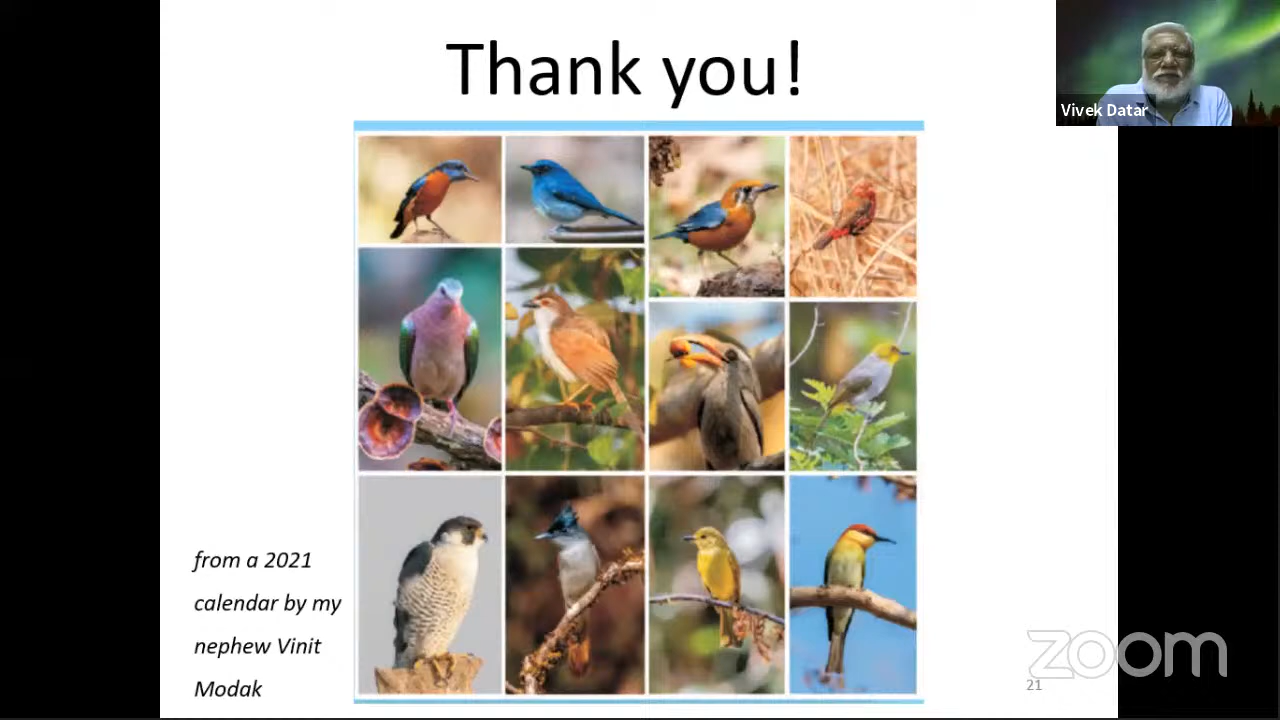 Thank you!
Vivek Datar
from a 2021
calendar by my
nephew Vinit
Modak
zoom
21